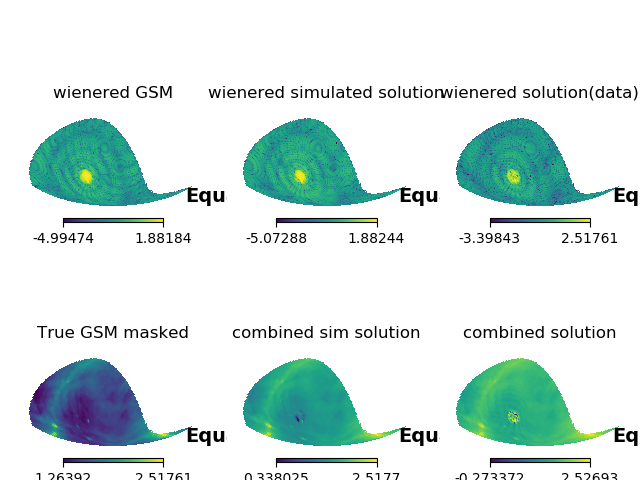 wienered GSM
wienered simulated solution
wienered solution(data)
Equ
Equ
Eq
-4.99474 1.88184
-5.07288 1.88244
-3.39843 2.51761
True GSM masked
combined sim solution
combined solution
Equ
Equ
Eq
1.26392 2.51761
0.338025 2.5177
-0.273372 2.52693